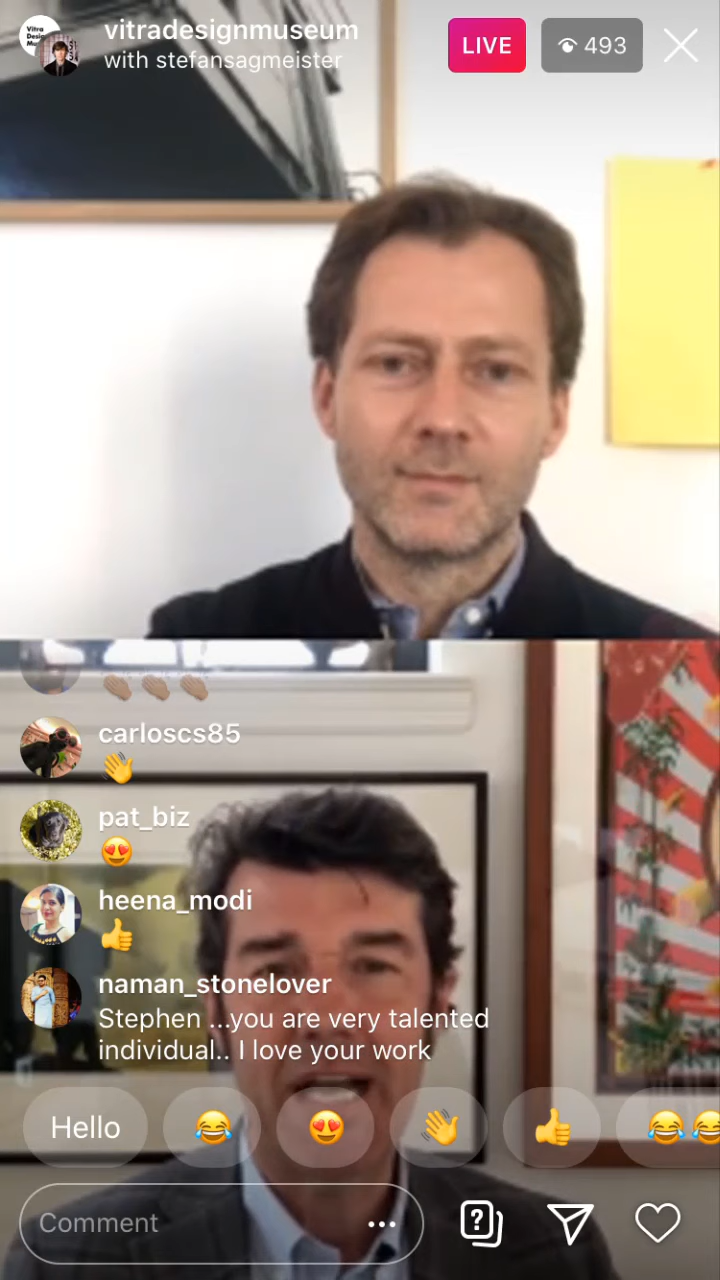 Vitra
vitradesignmuseum
with stefansagmeister
LIVE
493
carloscs85
pat_biz
heena_modi
naman_stonelover
Stephen ...you are very talented
individual.. I love your work
Hello
Comment